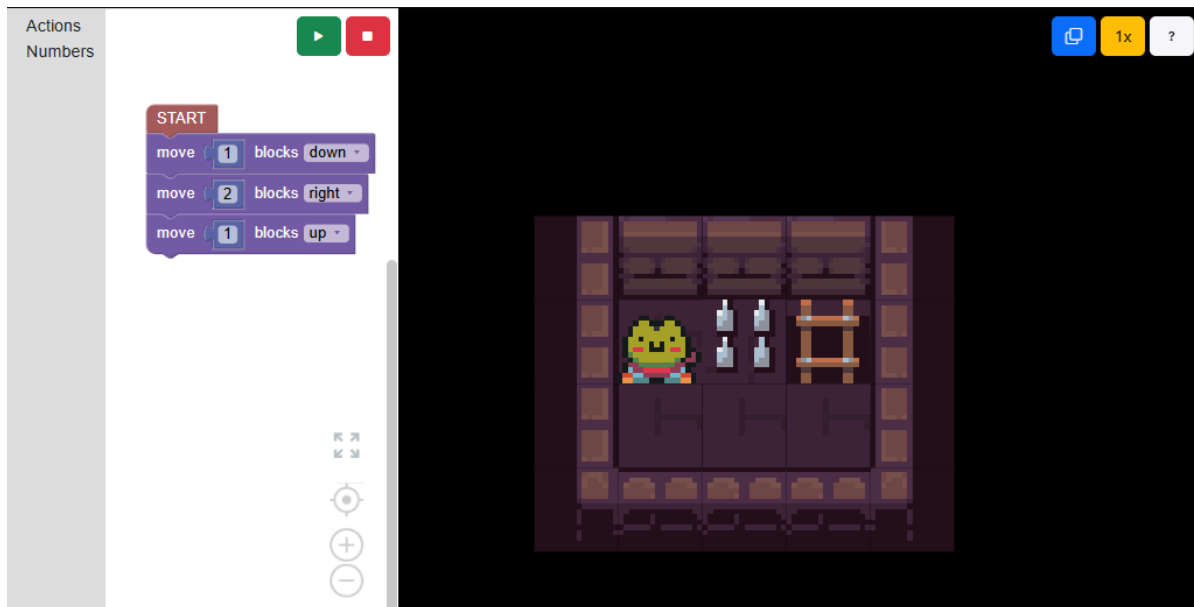 Actions
Numbers
1x
?
START
move 1 blocks down
move 2 blocks right
move 1 blocks up